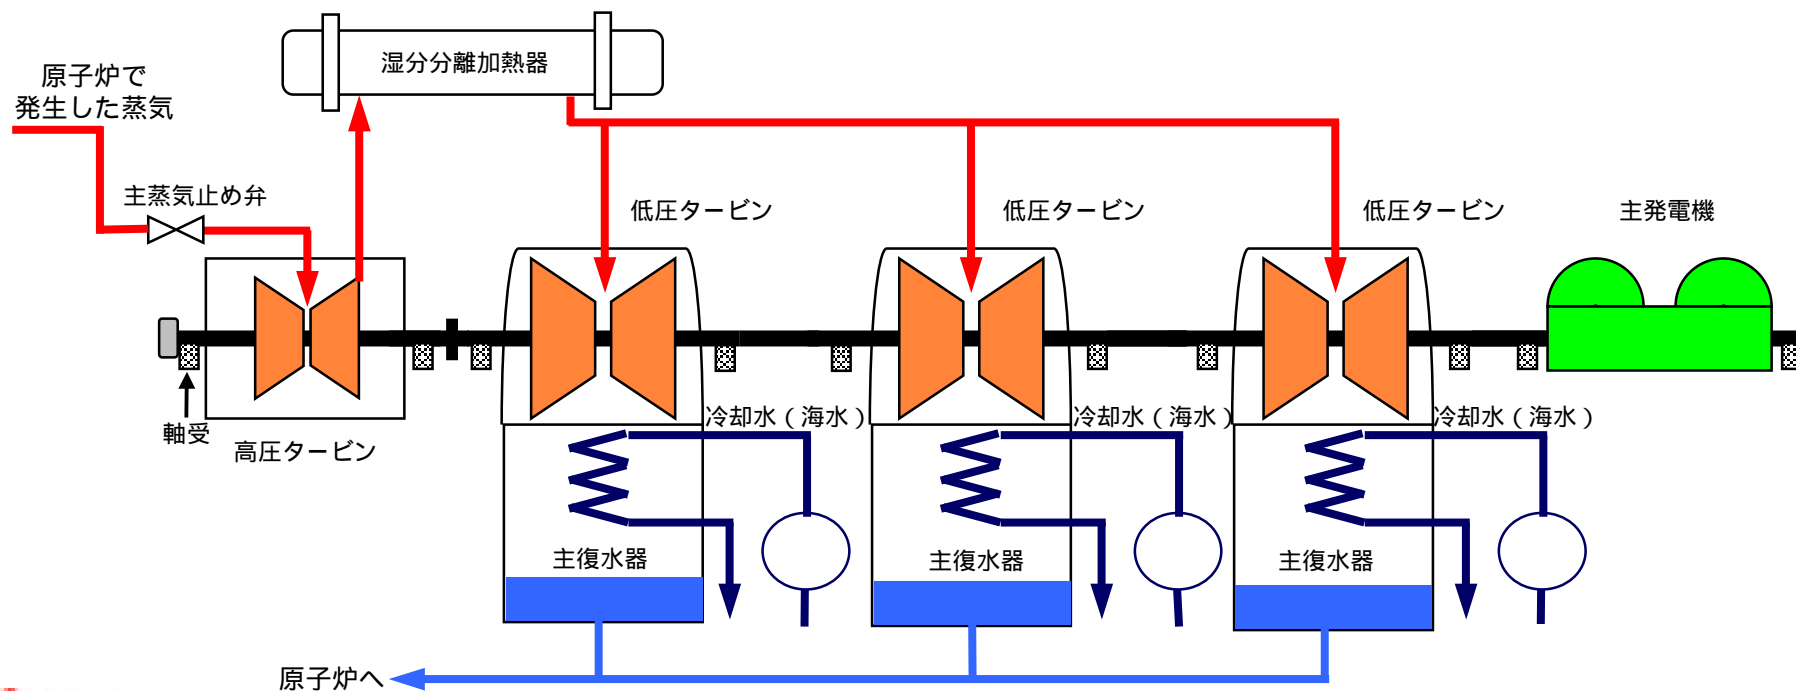 湿分分離加熱器
原子炉で
発生した蒸気
主蒸気止め弁
低圧タービン
低圧タービン
低圧タービン
主発電機
軸受
高圧タービン
冷却水（海水）
冷却水（海水）
冷却水（海水）
主復水器
主復水器
主復水器
原子炉へ